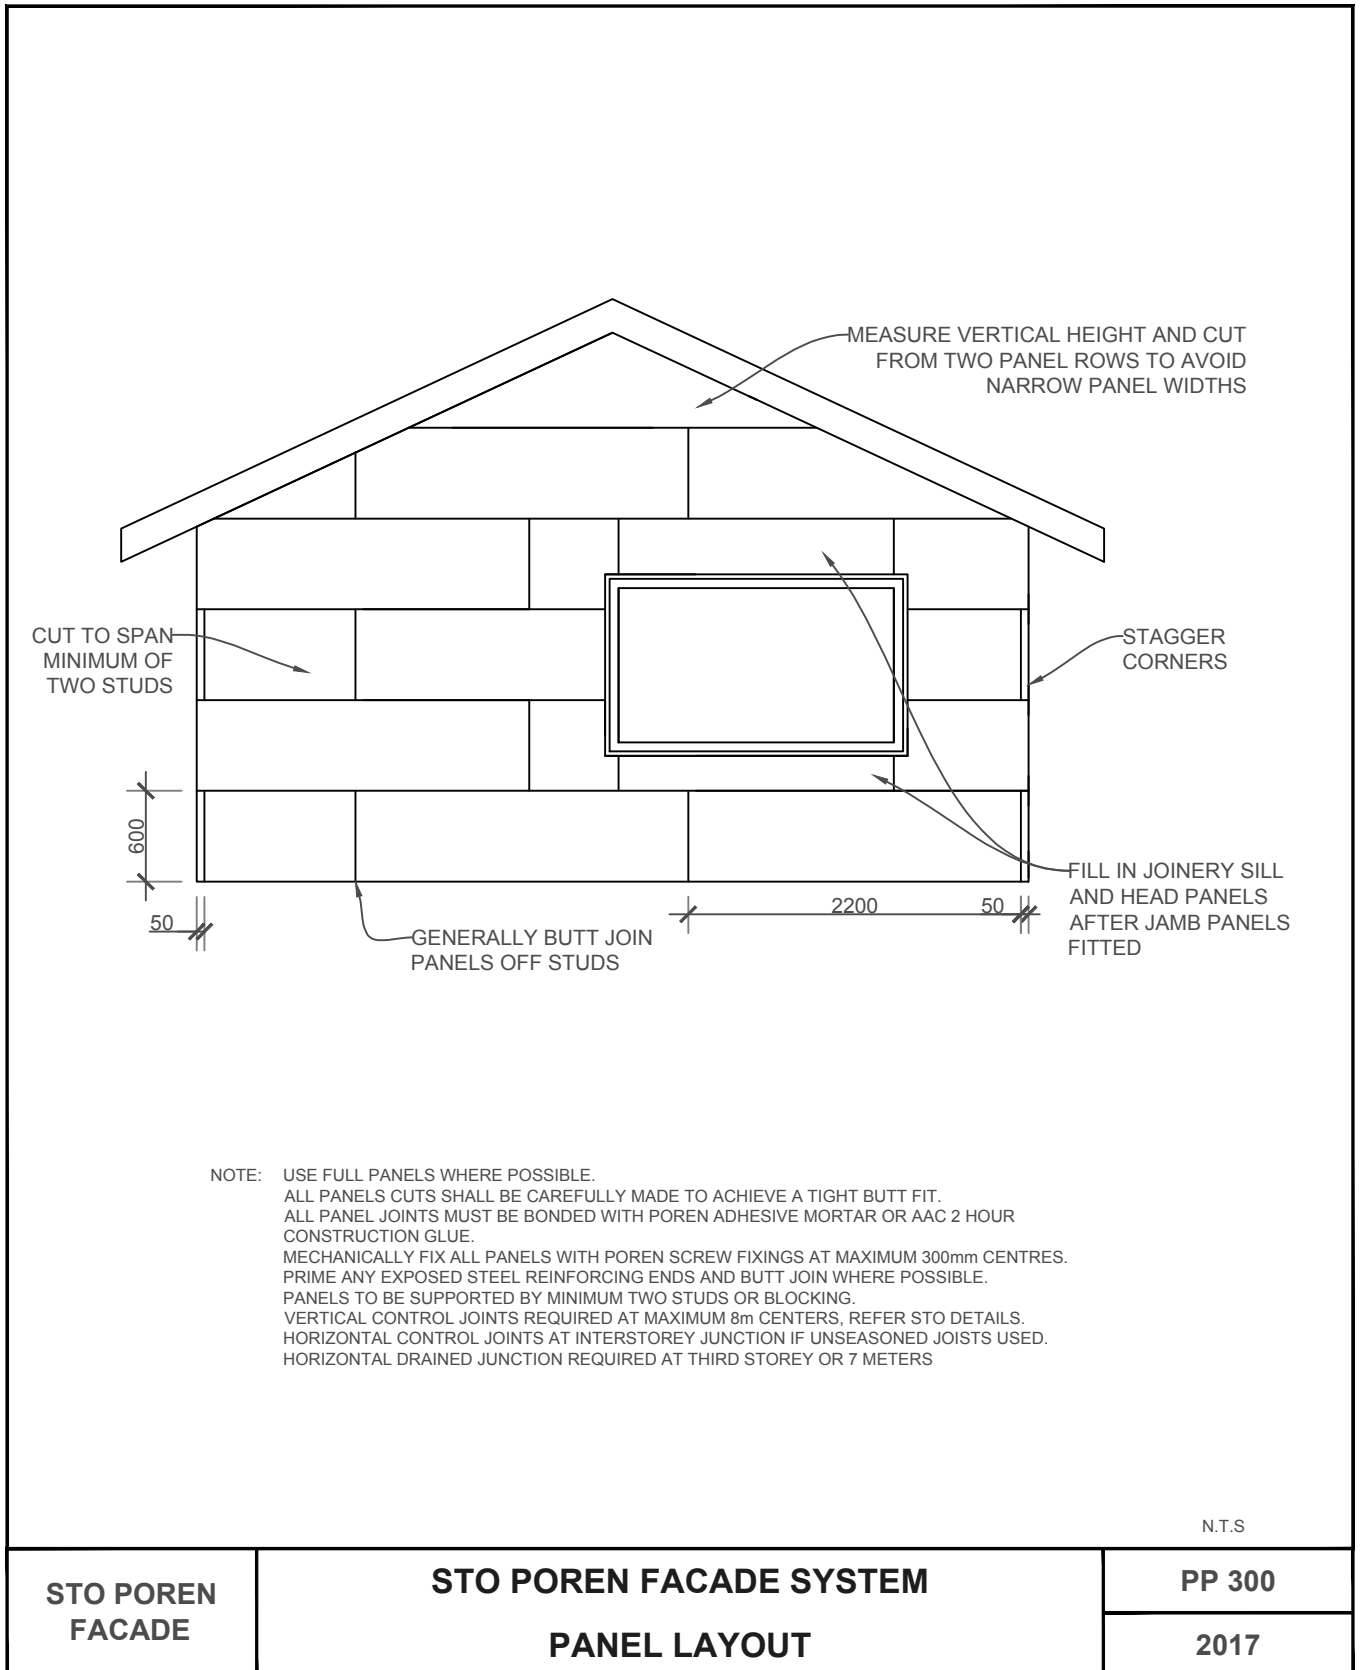 MEASURE VERTICAL HEIGHT AND CUT
FROM TWO PANEL ROWS TO AVOID
NARROW PANEL WIDTHS
CUT TO SPAN
MINIMUM OF
TWO STUDS
STAGGER
CORNERS
600
50
2200
50
FILL IN JOINERY SILL
AND HEAD PANELS
AFTER JAMB PANELS
FITTED
GENERALLY BUTT JOIN
PANELS OFF STUDS
NOTE: USE FULL PANELS WHERE POSSIBLE.
ALL PANELS CUTS SHALL BE CAREFULLY MADE TO ACHIEVE A TIGHT BUTT FIT.
ALL PANEL JOINTS MUST BE BONDED WITH POREN ADHESIVE MORTAR OR AAC 2 HOUR
CONSTRUCTION GLUE.
MECHANICALLY FIX ALL PANELS WITH POREN SCREW FIXINGS AT MAXIMUM 300mm CENTRES.
PRIME ANY EXPOSED STEEL REINFORCING ENDS AND BUTT JOIN WHERE POSSIBLE.
PANELS TO BE SUPPORTED BY MINIMUM TWO STUDS OR BLOCKING.
VERTICAL CONTROL JOINTS REQUIRED AT MAXIMUM 8m CENTERS, REFER STO DETAILS.
HORIZONTAL CONTROL JOINTS AT INTERSTOREY JUNCTION IF UNSEASONED JOISTS USED.
HORIZONTAL DRAINED JUNCTION REQUIRED AT THIRD STOREY OR 7 METERS
N.T.S
STO POREN
FACADE
STO POREN FACADE SYSTEM
PANEL LAYOUT
PP 300
2017